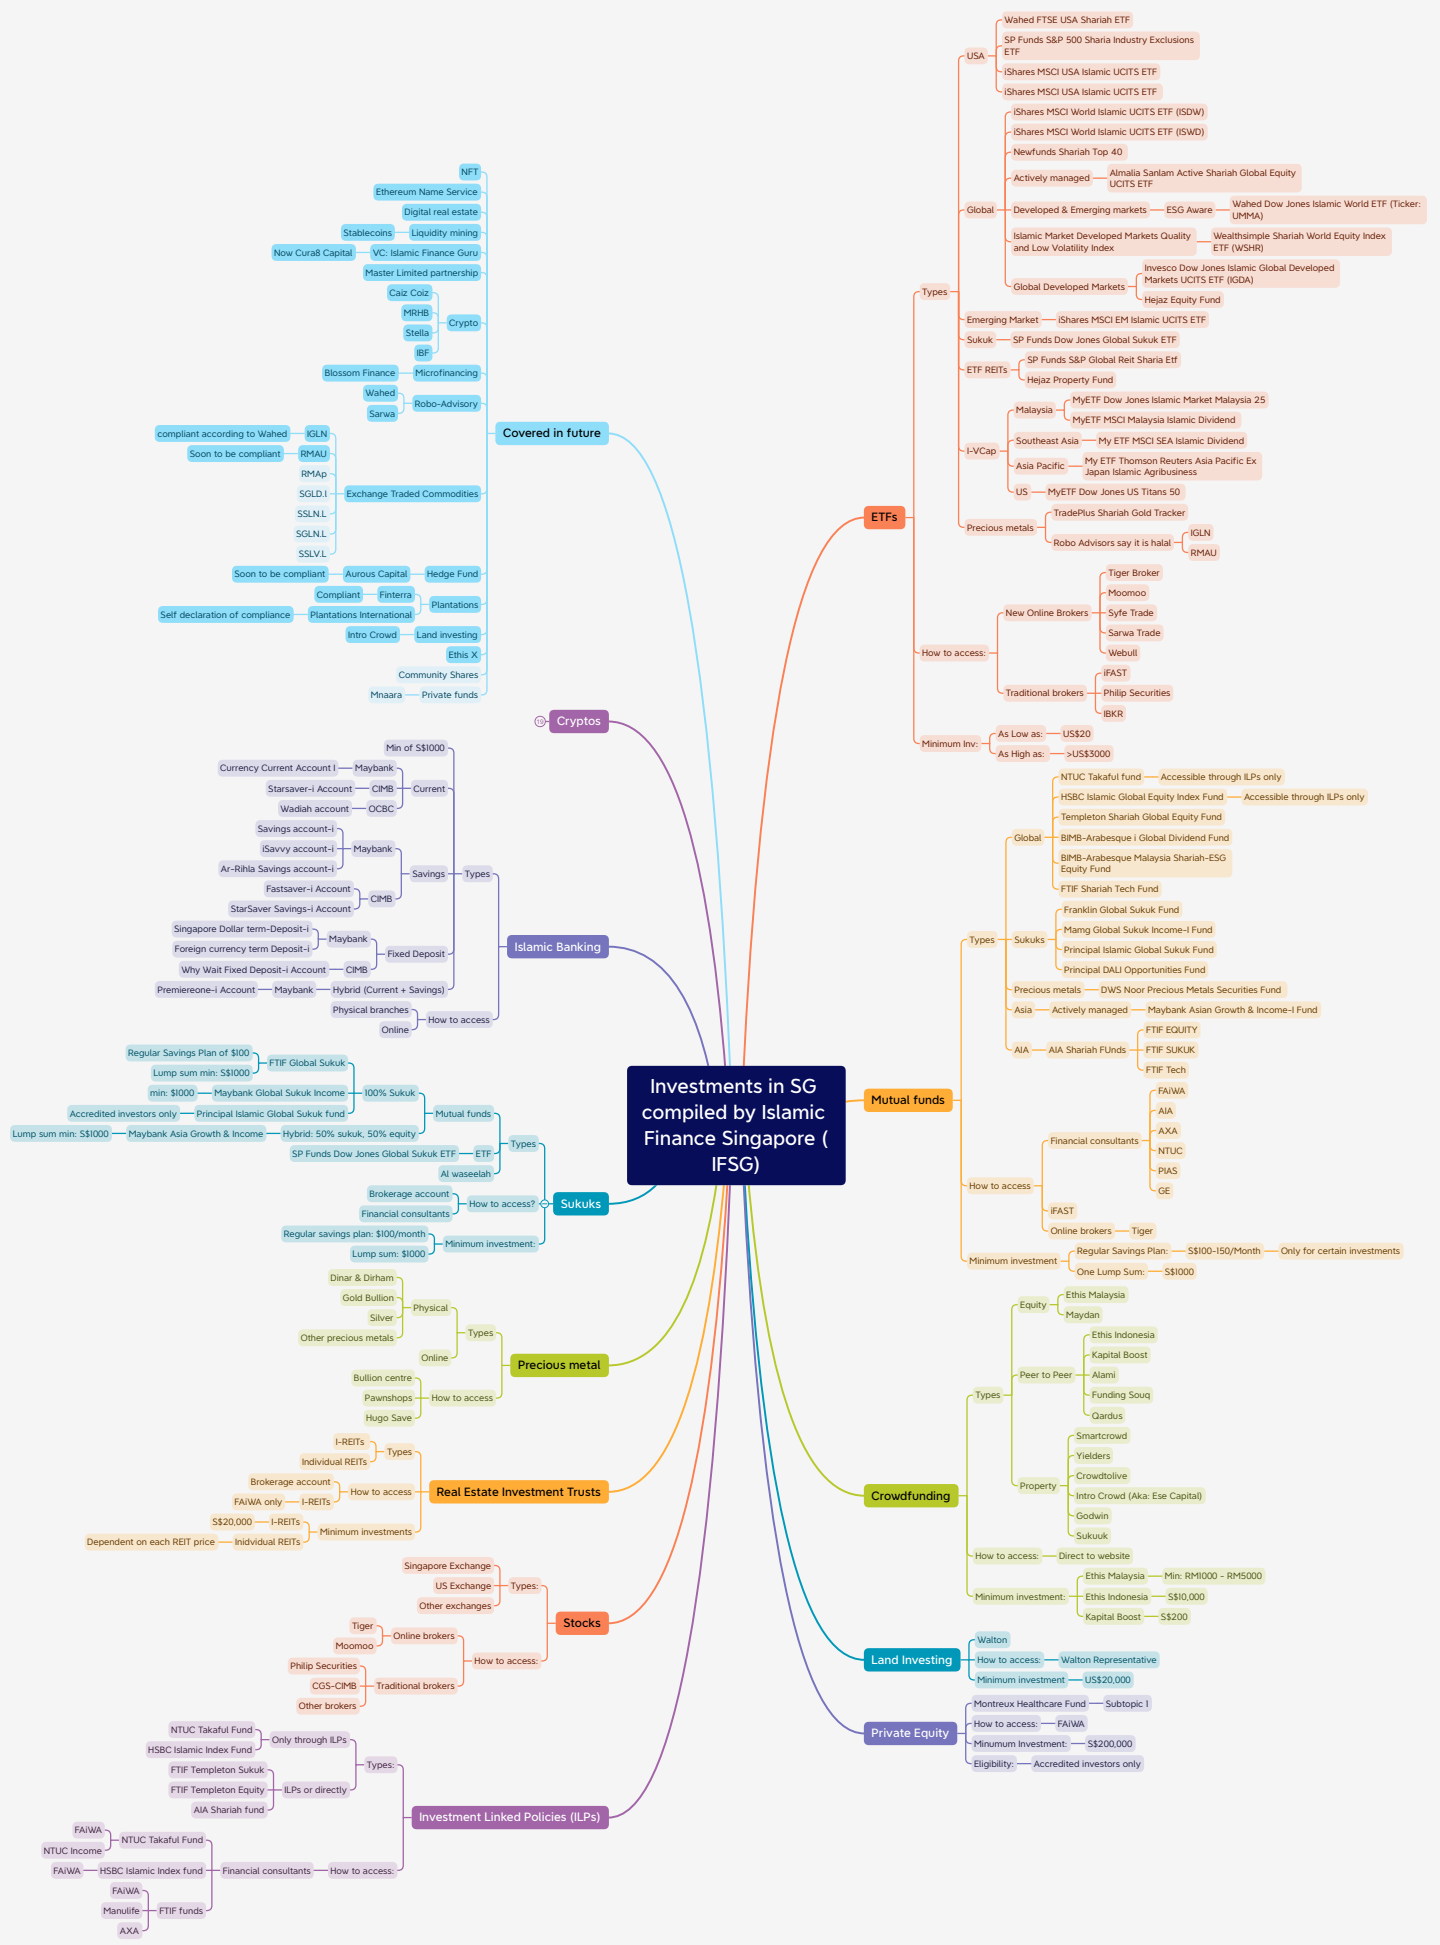 Investments in SG
compiled by Islamic
Finance Singapore (
IFSG)
ETFs
Types
USA
Wahed FTSE USA Shariah ETF
SP Funds S&P 500 Sharia Industry Exclusions
ETF
iShares MSCI USA Islamic UCITS ETF
iShares MSCI USA Islamic UCITS ETF
Global
iShares MSCI World Islamic UCITS ETF (ISDW)
iShares MSCI World Islamic UCITS ETF (ISWD)
Newfunds Shariah Top 40
Actively managed
Almalia Sanlam Active Shariah Global Equity
UCITS ETF
Developed & Emerging markets
ESG Aware
Wahed Dow Jones Islamic World ETF (Ticker:
UMMA)
Islamic Market Developed Markets Quality
and Low Volatility Index
Wealthsimple Shariah World Equity Index
ETF (WSHR)
Global Developed Markets
Invesco Dow Jones Islamic Global Developed
Markets UCITS ETF (IGDA)
Hejaz Equity Fund
Emerging Market
iShares MSCI EM Islamic UCITS ETF
Sukuk
SP Funds Dow Jones Global Sukuk ETF
ETF REITs
SP Funds S&P Global Reit Sharia Etf
Hejaz Property Fund
I-VCap
Malaysia
MyETF Dow Jones Islamic Market Malaysia 25
MyETF MSCI Malaysia Islamic Dividend
Southeast Asia
My ETF MSCI SEA Islamic Dividend
Asia Pacific
My ETF Thomson Reuters Asia Pacific Ex
Japan Islamic Agribusiness
US
MyETF Dow Jones US Titans 50
Precious metals
TradePlus Shariah Gold Tracker
Robo Advisors say it is halal
IGLN
RMAU
How to access:
New Online Brokers
Tiger Broker
Moomoo
Syfe Trade
Sarwa Trade
Webull
Traditional brokers
iFAST
Philip Securities
IBKR
Minimum Inv:
As Low as:
US$20
As High as:
>US$3000
Mutual funds
Types
Global
NTUC Takaful fund
Accessible through ILPs only
HSBC Islamic Global Equity Index Fund
Accessible through ILPs only
Templeton Shariah Global Equity Fund
BIMB-Arabesque i Global Dividend Fund
BIMB-Arabesque Malaysia Shariah-ESG
Equity Fund
FTIF Shariah Tech Fund
Sukuks
Franklin Global Sukuk Fund
Mamg Global Sukuk Income-I Fund
Principal Islamic Global Sukuk Fund
Principal DALI Opportunities Fund
Precious metals
DWS Noor Precious Metals Securities Fund
Asia
Actively managed
Maybank Asian Growth & Income-I Fund
AIA
AIA Shariah FUnds
FTIF EQUITY
FTIF SUKUK
FTIF Tech
How to access
Financial consultants
FAiWA
AIA
AXA
NTUC
PIAS
GE
iFAST
Online brokers
Tiger
Minimum investment
Regular Savings Plan:
S$100-150/Month
Only for certain investments
One Lump Sum:
S$1000
Crowdfunding
Types
Equity
Ethis Malaysia
Maydan
Peer to Peer
Ethis Indonesia
Kapital Boost
Alami
Funding Souq
Qardus
Property
Smartcrowd
Yielders
Crowdtolive
Intro Crowd (Aka: Ese Capital)
Godwin
Sukuuk
How to access:
Direct to website
Minimum investment:
Ethis Malaysia
Min: RM1000 - RM5000
Ethis Indonesia
S$10,000
Kapital Boost
S$200
Land Investing
Walton
How to access:
Walton Representative
Minimum investment
US$20,000
Private Equity
Montreux Healthcare Fund
Subtopic 1
How to access:
FAiWA
Minumum Investment:
S$200,000
Eligibility:
Accredited investors only
Covered in future
NFT
Ethereum Name Service
Digital real estate
Liquidity mining
Stablecoins
VC: Islamic Finance Guru
Now Cura8 Capital
Master Limited partnership
Crypto
Caiz Coiz
MRHB
Stella
IBF
Microfinancing
Blossom Finance
Robo-Advisory
Wahed
Sarwa
Exchange Traded Commodities
IGLN
compliant according to Wahed
RMAU
Soon to be compliant
RMAp
SGLD.l
SSLN.L
SGLN.L
SSLV.L
Hedge Fund
Aurous Capital
Soon to be compliant
Plantations
Finterra
Compliant
Plantations International
Self declaration of compliance
Land investing
Intro Crowd
Ethis X
Community Shares
Private funds
Mnaara
Cryptos
19
Islamic Banking
Types
Min of S$1000
Current
Maybank
Currency Current Account I
CIMB
Starsaver-i Account
OCBC
Wadiah account
Savings
Maybank
Savings account-i
iSavvy account-i
Ar-Rihla Savings account-i
CIMB
Fastsaver-i Account
StarSaver Savings-i Account
Fixed Deposit
Maybank
Singapore Dollar term-Deposit-i
Foreign currency term Deposit-i
CIMB
Why Wait Fixed Deposit-i Account
Hybrid (Current + Savings)
Maybank
Premiereone-i Account
How to access
Physical branches
Online
Sukuks
Types
Mutual funds
100% Sukuk
FTIF Global Sukuk
Regular Savings Plan of $100
Lump sum min: S$1000
Maybank Global Sukuk Income
min: $1000
Principal Islamic Global Sukuk fund
Accredited investors only
Hybrid: 50% sukuk, 50% equity
Maybank Asia Growth & Income
Lump sum min: S$1000
ETF
SP Funds Dow Jones Global Sukuk ETF
Al waseelah
How to access?
Brokerage account
Financial consultants
Minimum investment:
Regular savings plan: $100/month
Lump sum: $1000
Precious metal
Types
Physical
Dinar & Dirham
Gold Bullion
Silver
Other precious metals
Online
How to access
Bullion centre
Pawnshops
Hugo Save
Real Estate Investment Trusts
Types
I-REITs
Individual REITs
How to access
Brokerage account
I-REITs
FAiWA only
Minimum investments
I-REITs
S$20,000
Inidvidual REITs
Dependent on each REIT price
Stocks
Types:
Singapore Exchange
US Exchange
Other exchanges
How to access:
Online brokers
Tiger
Moomoo
Traditional brokers
Philip Securities
CGS-CIMB
Other brokers
Investment Linked Policies (ILPs)
Types:
Only through ILPs
NTUC Takaful Fund
HSBC Islamic Index Fund
ILPs or directly
FTIF Templeton Sukuk
FTIF Templeton Equity
AIA Shariah fund
How to access:
Financial consultants
NTUC Takaful Fund
FAiWA
NTUC Income
HSBC Islamic Index fund
FAiWA
FTIF funds
FAiWA
Manulife
AXA